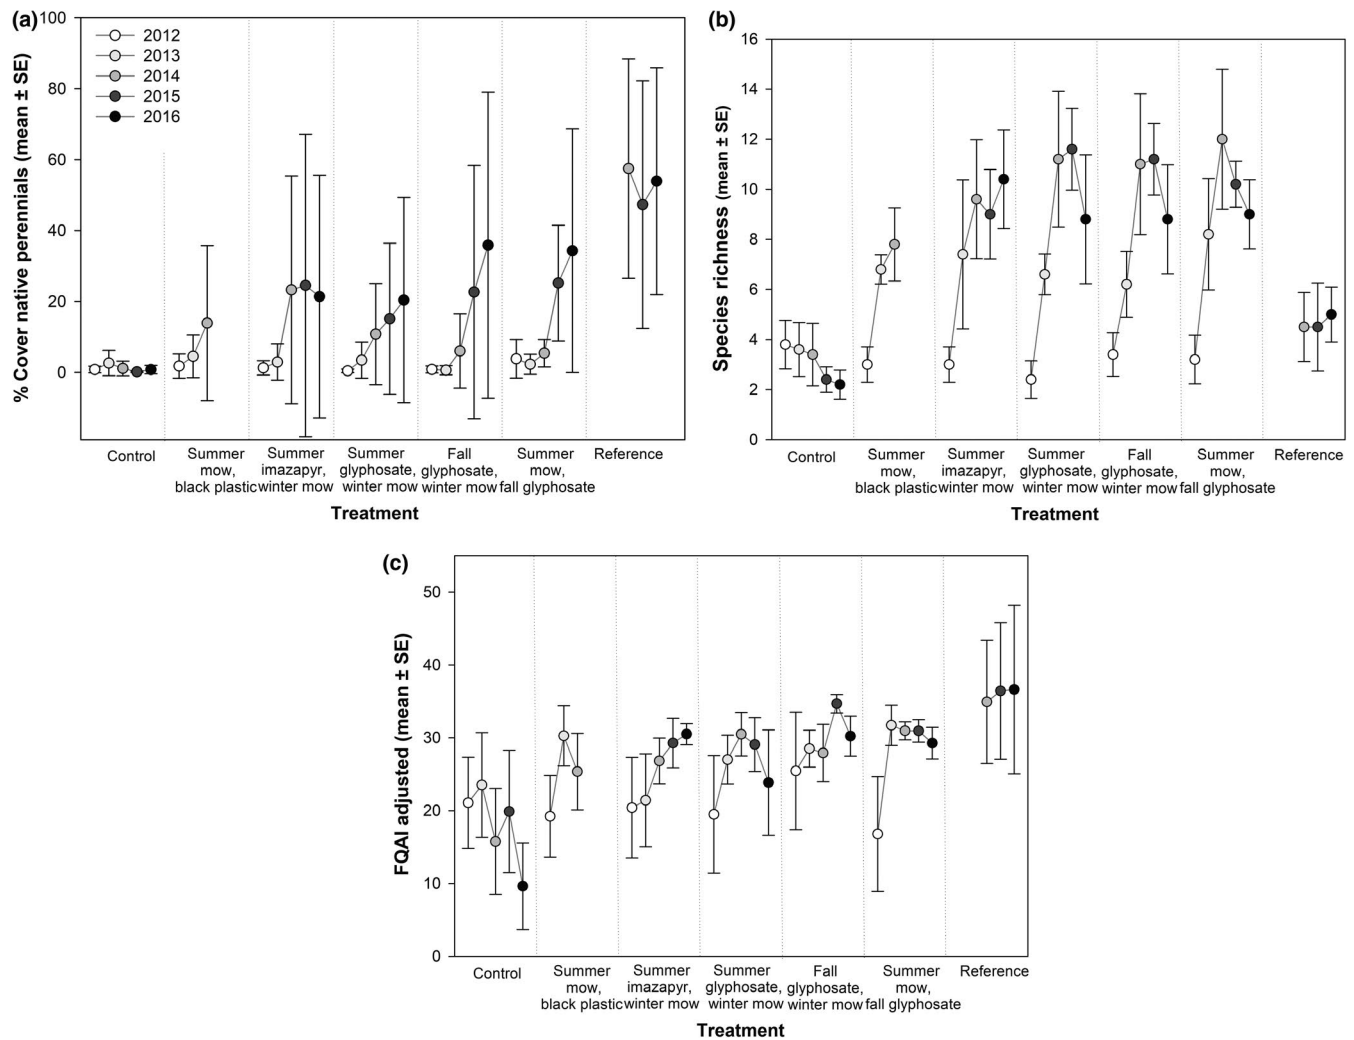 (a)
% Cover native perennials (mean ± SE)
100
80
60
40
20
0
2012
2013
2014
2015
2016
Control
Summer
mow,
black plastic
Summer
imazapyr,
winter mow
Summer
glyphosate,
winter mow
Fall
glyphosate,
winter mow
Summer
mow,
fall glyphosate
Reference
Treatment
(b)
Species richness (mean ± SE)
16
14
12
10
8
6
4
2
0
Control
Summer
mow,
black plastic
Summer
imazapyr,
winter mow
Summer
glyphosate,
winter mow
Fall
glyphosate,
winter mow
Summer
mow,
fall glyphosate
Reference
Treatment
(c)
FQAI adjusted (mean ± SE)
50
40
30
20
10
0
Control
Summer
mow,
black plastic
Summer
imazapyr,
winter mow
Summer
glyphosate,
winter mow
Fall
glyphosate,
winter mow
Summer
mow,
fall glyphosate
Reference
Treatment